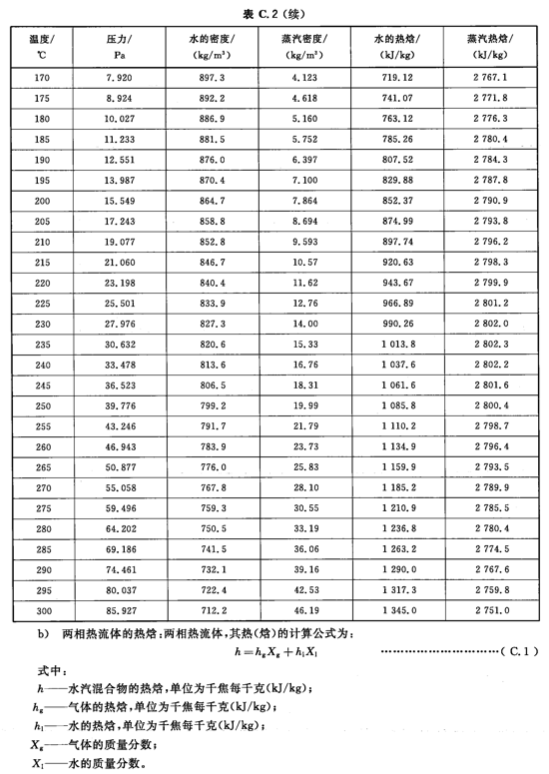 表 C.2 (续)
温度/ ℃ 压力/ Pa 水的密度/ (kg/m³) 蒸汽密度/ (kg/m³) 水的热焓/ (kJ/kg) 蒸汽热焓/ (kJ/kg)
170 7.920 897.3 4.123 719.12 2 767.1
175 8.924 892.2 4.618 741.07 2 771.8
180 10.027 886.9 5.160 763.12 2 776.3
185 11.233 881.5 5.752 785.26 2 780.4
190 12.551 876.0 6.397 807.52 2 784.3
195 13.987 870.4 7.100 829.88 2 787.8
200 15.549 864.7 7.864 852.37 2 790.9
205 17.243 858.8 8.694 874.99 2 793.8
210 19.077 852.8 9.593 897.74 2 796.2
215 21.060 846.7 10.57 920.63 2 798.3
220 23.198 840.4 11.62 943.67 2 799.9
225 25.501 833.9 12.76 966.89 2 801.2
230 27.976 827.3 14.00 990.26 2 802.0
235 30.632 820.6 15.33 1 013.8 2 802.3
240 33.478 813.6 16.76 1 037.6 2 802.2
245 36.523 806.5 18.31 1 061.6 2 801.6
250 39.776 799.2 19.99 1 085.8 2 800.4
255 43.246 791.7 21.79 1 110.2 2 798.7
260 46.943 783.9 23.73 1 134.9 2 796.4
265 50.877 776.0 25.83 1 159.9 2 793.5
270 55.058 767.8 28.10 1 185.2 2 789.9
275 59.496 759.3 30.55 1 210.9 2 785.5
280 64.202 750.5 33.19 1 236.8 2 780.4
285 69.186 741.5 36.06 1 263.2 2 774.5
290 74.461 732.1 39.16 1 290.0 2 767.6
295 80.037 722.4 42.53 1 317.3 2 759.8
300 85.927 712.2 46.19 1 345.0 2 751.0
b) 两相热流体的热焓:两相热流体,其热(焓)的计算公式为:
h=hgXg+hlXl ……………………………( C.1 )
式中:
h——水汽混合物的热焓,单位为千焦每千克(kJ/kg);
hg——气体的热焓,单位为千焦每千克(kJ/kg);
hl——水的热焓,单位为千焦每千克(kJ/kg);
Xg——气体的质量分数;
Xl——水的质量分数。